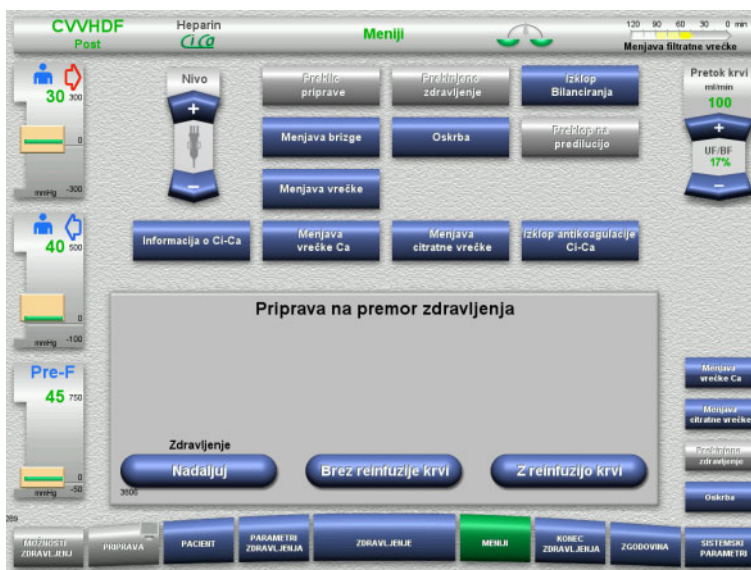 CVVHDF
Post
Heparin
CiCa
Meniji
120 90 60 30 0 min
Menjava filtratne vrečke
30
300
0
mmHg
-300
40
500
0
-100
mmHg
Pre-F
45
750
0
mmHg
-50
Nivo
+
−
Prekinjeno
zdravljenje
Izklop
Bilanciranja
Menjava brizge
Oskrba
Preklop na
predilucijo
Menjava vrečke
Informacija o Ci-Ca
Menjava
vrečke Ca
Menjava
citratne vrečke
Izklop antikoagulacije
Ci-Ca
Pretok krvi
ml/min
100
+
UF/BF
17%
−
Priprava na premor zdravljenja
Zdravljenje
Nadaljuj
Brez reinfuzije krvi
Z reinfuzijo krvi
3806
Menjava
vrečke Ca
Menjava
citratne vrečke
Prekinjeno
zdravljenje
Oskrba
289
MOŽNOSTI
ZDRAVLJENJ
PRIPRAVA
PACIENT
PARAMETRI
ZDRAVLJENJA
ZDRAVLJENJE
MENIJI
KONEC
ZDRAVLJENJA
ZGODOVINA
SISTEMSKI
PARAMETRI